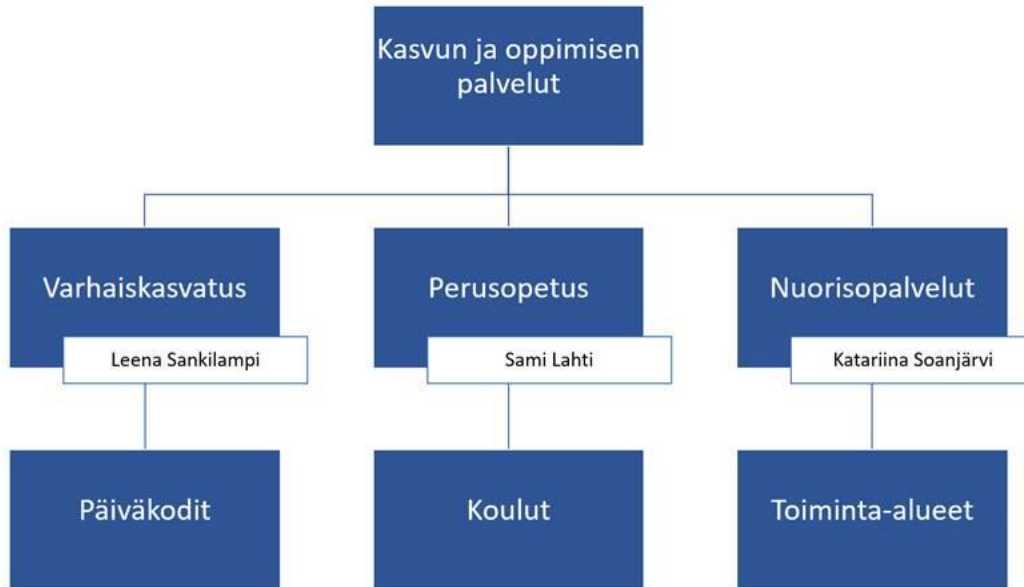 Kasvun ja oppimisen
palvelut
Varhaiskasvatus
Leena Sankilampi
Perusopetus
Sami Lahti
Nuorisopalvelut
Katariina Soanjärvi
Päiväkodit
Koulut
Toiminta-alueet